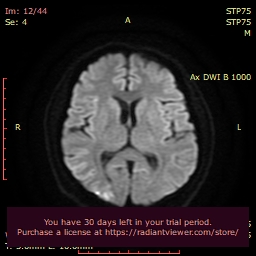 Im: 12/44
STP75
Se: 4
STP75
A
M
Ax DWI B 1000
R
L
You have 30 days left in your trial period.
Purchase a license at https://radiantviewer.com/store/